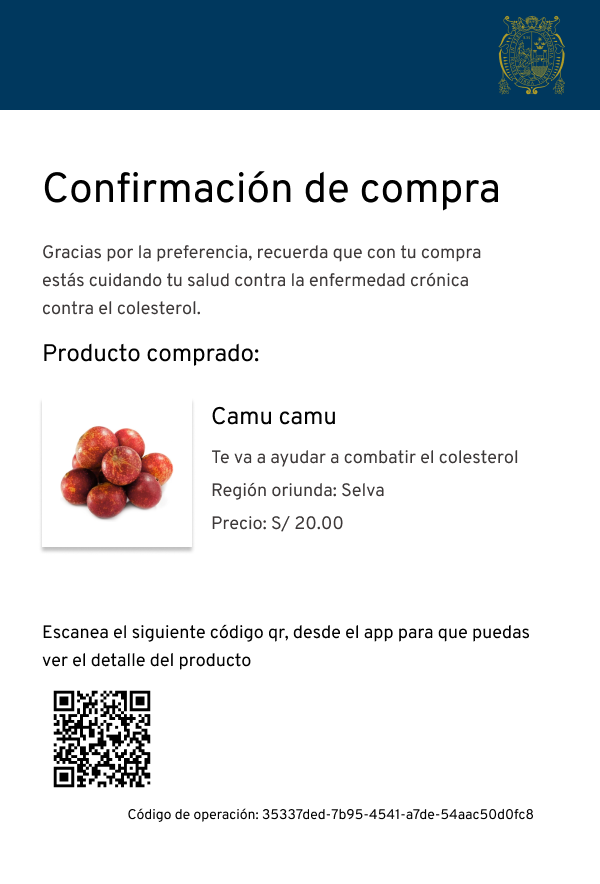 Confirmación de compra
Gracias por la preferencia, recuerda que con tu compra
estás cuidando tu salud contra la enfermedad crónica
contra el colesterol.
Producto comprado:
Camu camu
Te va a ayudar a combatir el colesterol
Región oriunda: Selva
Precio: S/ 20.00
Escanea el siguiente código qr, desde el app para que puedas
ver el detalle del producto
Código de operación: 35337ded-7b95-4541-a7de-54aac50d0fc8